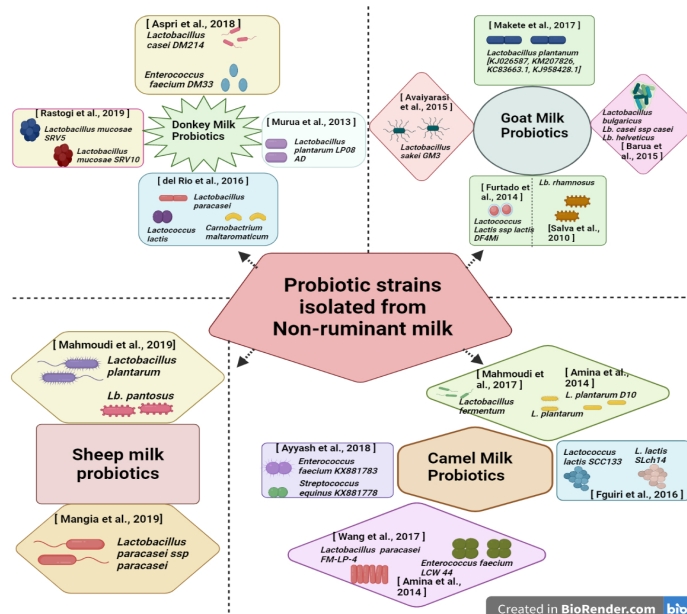 [ Aspri et al., 2018 ]
Lactobacillus
casei DM214
Enterococcus
faecium DM33
[ Rastogi et al., 2019 ]
Lactobacillus mucosae
SRV5
Lactobacillus
mucosae SRV10
Donkey Milk
Probiotics
[ Murua et al., 2013 ]
Lactobacillus
plantarum LP08
AD
[ del Rio et al., 2016 ]
Lactobacillus
paracasei
Lactococcus
lactis
Carnobactrium
maltaromaticum
[ Makete et al., 2017 ]
Lactobacillus plantanum
[KJ026587, KM207826,
KC83663.1, KJ958428.1]
[ Avaiyarasi et
al., 2015 ]
Lactobacillus
sakei GM3
Goat Milk
Probiotics
Lactobacillus
bulgaricus
Lb. casei ssp casei
Lb. helveticus
[ Barua et
al., 2015 ]
[ Furtado et
al., 2014 ]
Lactococcus
Lactis ssp lactis
DF4Mi
Lb. rhamnosus
[ Salva et al.,
2010 ]
Probiotic strains
isolated from
Non-ruminant milk
[ Mahmoudi et al., 2019 ]
Lactobacillus
plantarum
Lb. pantosus
Sheep milk
probiotics
[ Mangia et al., 2019 ]
Lactobacillus
paracasei ssp
paracasei
[ Mahmoudi et
al., 2017 ]
Lactobacillus
fermentum
[ Amina et al.,
2014 ]
L. plantarum D10
L. plantarum
[ Ayyash et al., 2018 ]
Enterococcus
faecium KX881783
Streptococcus
equinus KX881778
Camel Milk
Probiotics
Lactococcus
lactis SCC133
L. lactis
SLch14
[ Fguiri et al., 2016 ]
[ Wang et al., 2017 ]
Lactobacillus paracasei
FM-LP-4
Enterococcus faecium
LCW 44
[ Amina et al.,
2014 ]
Created in BioRender.com bio